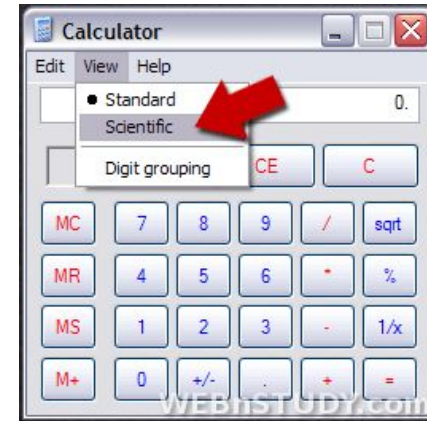 Calculator
Edit View Help
Standard
0.
Scientific
Digit grouping
CE C
MC 7 8 9 / sqrt
MR 4 5 6 * %
MS 1 2 3 - 1/x
M+ 0 +/- . + =
WEBnSTUDY.com